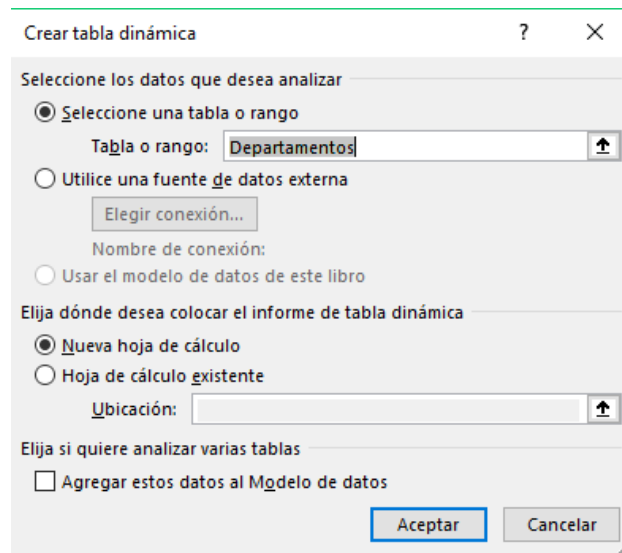 Crear tabla dinámica ?
Seleccione los datos que desea analizar
Seleccione una tabla o rango
Tabla o rango: Departamentos
Utilice una fuente de datos externa
Elegir conexión...
Nombre de conexión:
Usar el modelo de datos de este libro
Elija dónde desea colocar el informe de tabla dinámica
Nueva hoja de cálculo
Hoja de cálculo existente
Ubicación:
Elija si quiere analizar varias tablas
Agregar estos datos al Modelo de datos
Aceptar Cancelar